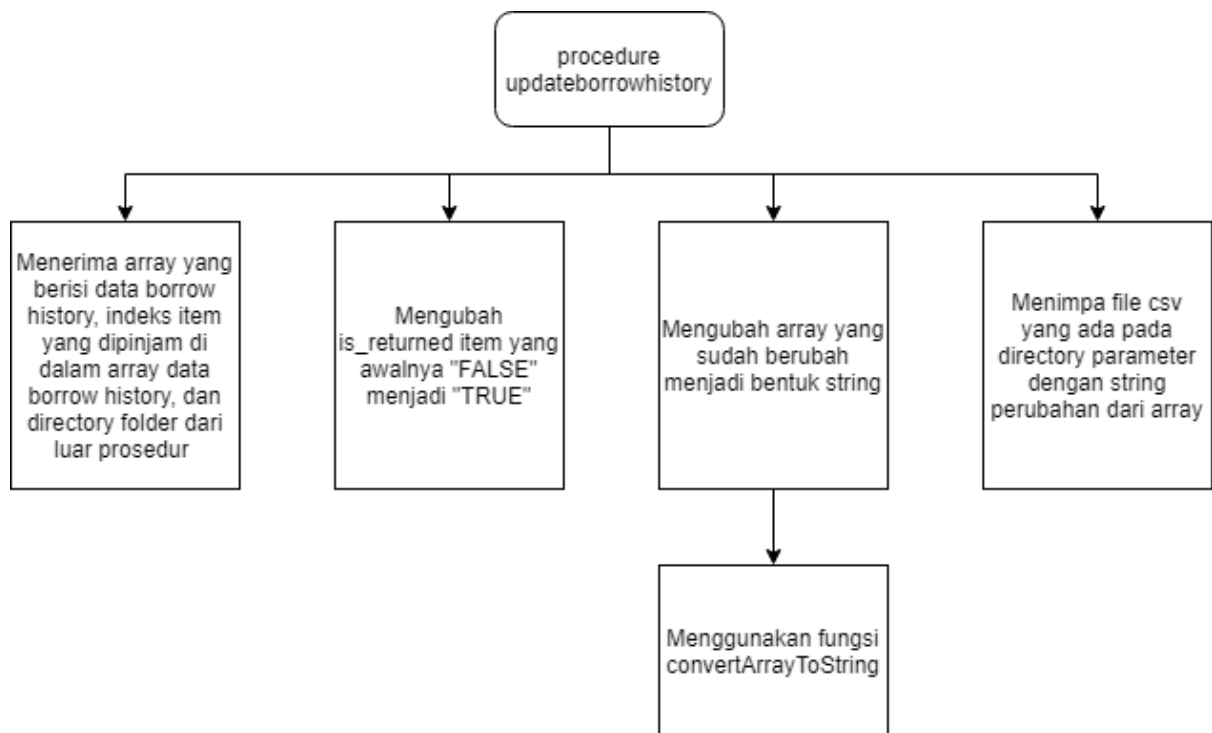 procedure
updateborrowhistory
Menerima array yang
berisi data borrow
history, indeks item
yang dipinjam di
dalam array data
borrow history, dan
directory folder dari
luar prosedur
Mengubah
is_returned item yang
awalnya "FALSE"
menjadi "TRUE"
Mengubah array yang
sudah berubah
menjadi bentuk string
Menimpa file csv
yang ada pada
directory parameter
dengan string
perubahan dari array
Menggunakan fungsi
convertArrayToString